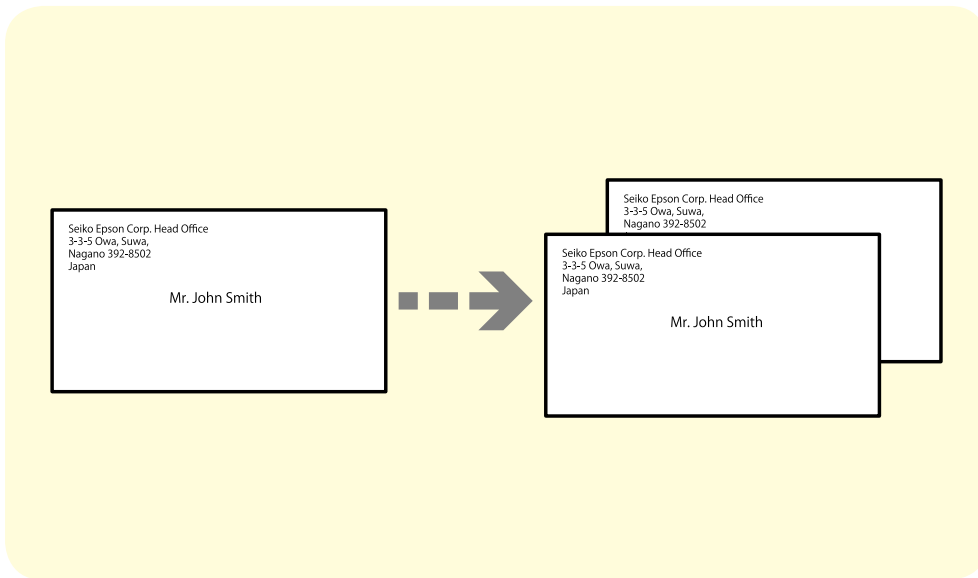 Seiko Epson Corp. Head Office
3-3-5 Owa, Suwa,
Nagano 392-8502
Japan
Mr. John Smith
Seiko Epson Corp. Head Office
3-3-5 Owa, Suwa,
Nagano 392-8502
Seiko Epson Corp. Head Office
3-3-5 Owa, Suwa,
Nagano 392-8502
Japan
Mr. John Smith